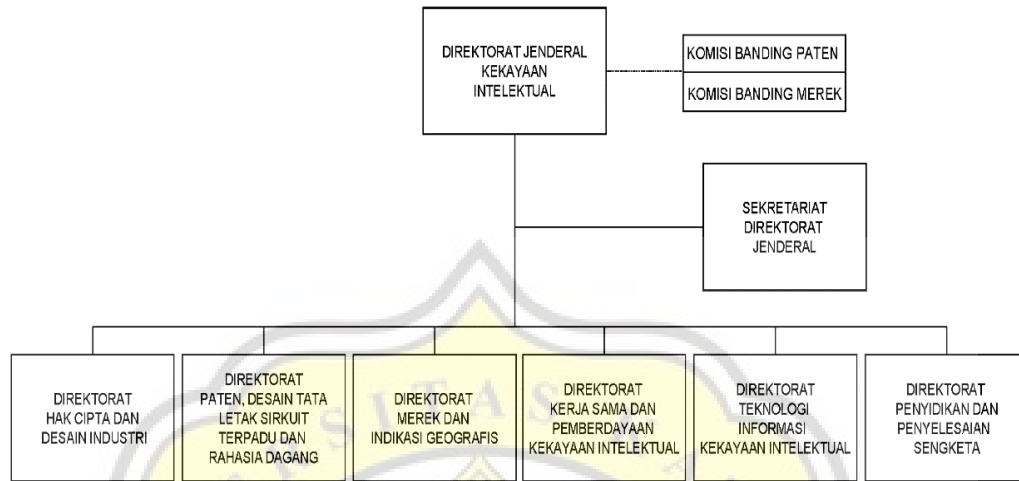 DIREKTORAT JENDERAL
KEKAYAAN
INTELEKTUAL
KOMISI BANDING PATEN
KOMISI BANDING MEREK
SEKRETARIAT
DIREKTORAT
JENDERAL
DIREKTORAT
HAK CIPTA DAN
DESAIN INDUSTRI
DIREKTORAT
PATEN, DESAIN TATA
LETAK SIRKUIT
TERPADU DAN
RAHASIA DAGANG
DIREKTORAT
MEREK DAN
INDIKASI GEOGRAFIS
DIREKTORAT
KERJA SAMA DAN
PEMBERDAYAAN
KEKAYAAN INTELEKTUAL
DIREKTORAT
TEKNOLOGI
INFORMASI
KEKAYAAN INTELEKTUAL
DIREKTORAT
PENYIDIKAN DAN
PENYELESAIAN
SENGKETA